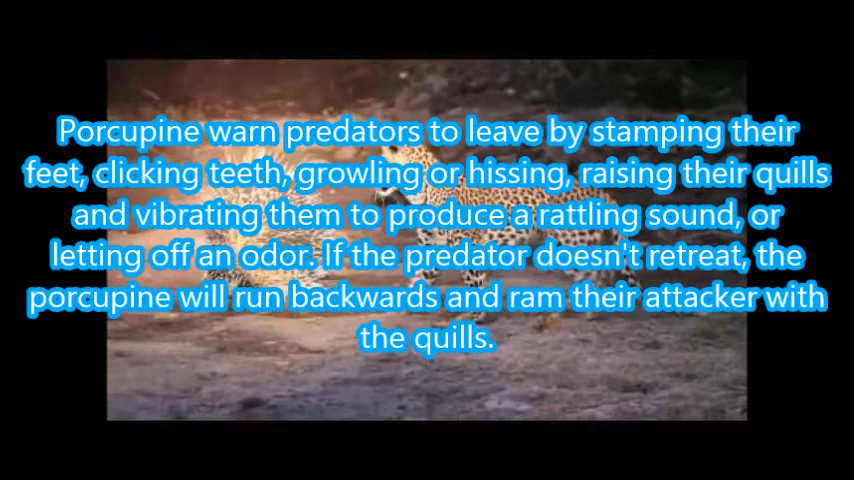 Porcupine warn predators to leave by stamping their
feet, clicking teeth, growling or hissing, raising their quills
and vibrating them to produce a rattling sound, or
letting off an odor. If the predator doesn't retreat, the
porcupine will run backwards and ram their attacker with
the quills.